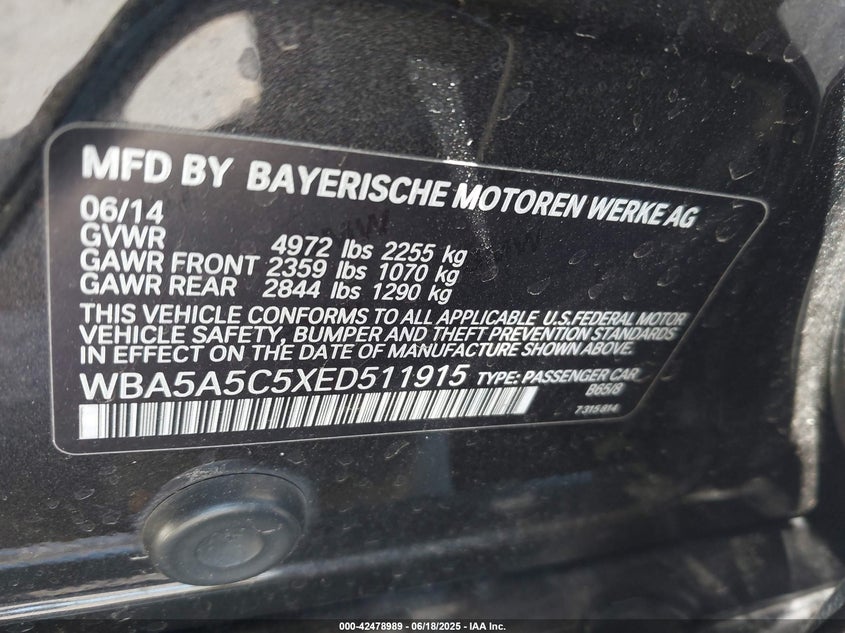 MFD BY BAYERISCHE MOTOREN WERKE AG
06/14
GVWR 4972 lbs 2255 kg
GAWR FRONT 2359 lbs 1070 kg
GAWR REAR 2844 lbs 1290 kg
THIS VEHICLE CONFORMS TO ALL APPLICABLE U.S. FEDERAL MOTOR
VEHICLE SAFETY, BUMPER AND THEFT PREVENTION STANDARDS
IN EFFECT ON THE DATE OF MANUFACTURE SHOWN ABOVE.
WBA5A5C5XED511915 TYPE: PASSENGER CAR
B65/8
7315814
000-42478989 - 06/18/2025 - IAA Inc.